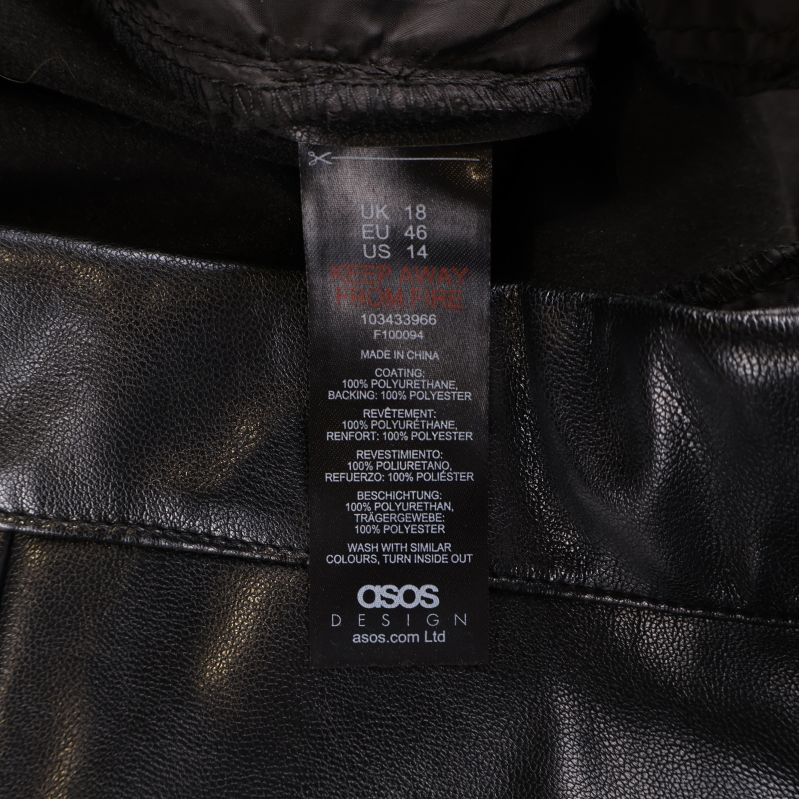 UK 18
EU 46
US 14
KEEP AWAY
FROM FIRE
103433966
F100094
MADE IN CHINA
COATING:
100% POLYURETHANE,
BACKING: 100% POLYESTER
REVÊTEMENT:
100% POLYURÉTHANE,
RENFORT: 100% POLYESTER
REVESTIMIENTO:
100% POLIURETANO,
REFUERZO: 100% POLIÉSTER
BESCHICHTUNG:
100% POLYURETHAN,
TRÄGERGEWEBE:
100% POLYESTER
WASH WITH SIMILAR
COLOURS, TURN INSIDE OUT
asos
DESIGN
asos.com Ltd